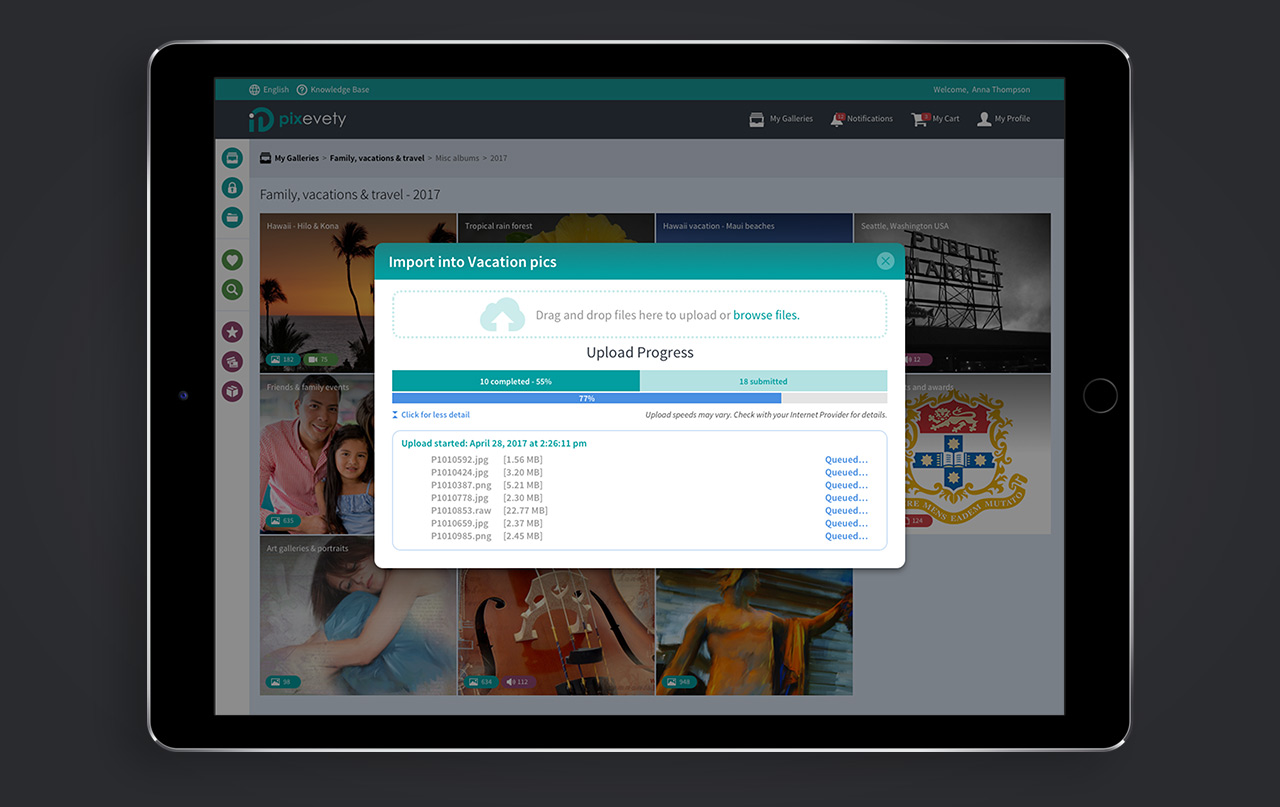 English Knowledge Base Welcome, Anna Thompson
pixevety My Galleries Notifications My Cart My Profile
My Galleries > Family, vacations & travel > Misc albums > 2017
Family, vacations & travel - 2017
Hawaii - Hilo & Kona Tropical rain forest Hawaii vacation - Maui beaches Seattle, Washington USA
PUBLIC
MARKET
Import into Vacation pics
Drag and drop files here to upload or browse files.
Upload Progress
182 75 12
10 completed - 55% 18 submitted
Friends & family events ts and awards
77%
Click for less detail Upload speeds may vary. Check with your Internet Provider for details.
Upload started: April 28, 2017 at 2:26:11 pm
P1010592.jpg [1.56 MB] Queued...
P1010424.jpg [3.20 MB] Queued...
P1010387.png [5.21 MB] Queued...
P1010778.jpg [2.30 MB] Queued...
P1010853.raw [22.77 MB] Queued...
P1010659.jpg [2.37 MB] Queued...
P1010985.png [2.45 MB] Queued...
RE MENS EADEM MUTATO
635 124
Art galleries & portraits
98 634 112 948